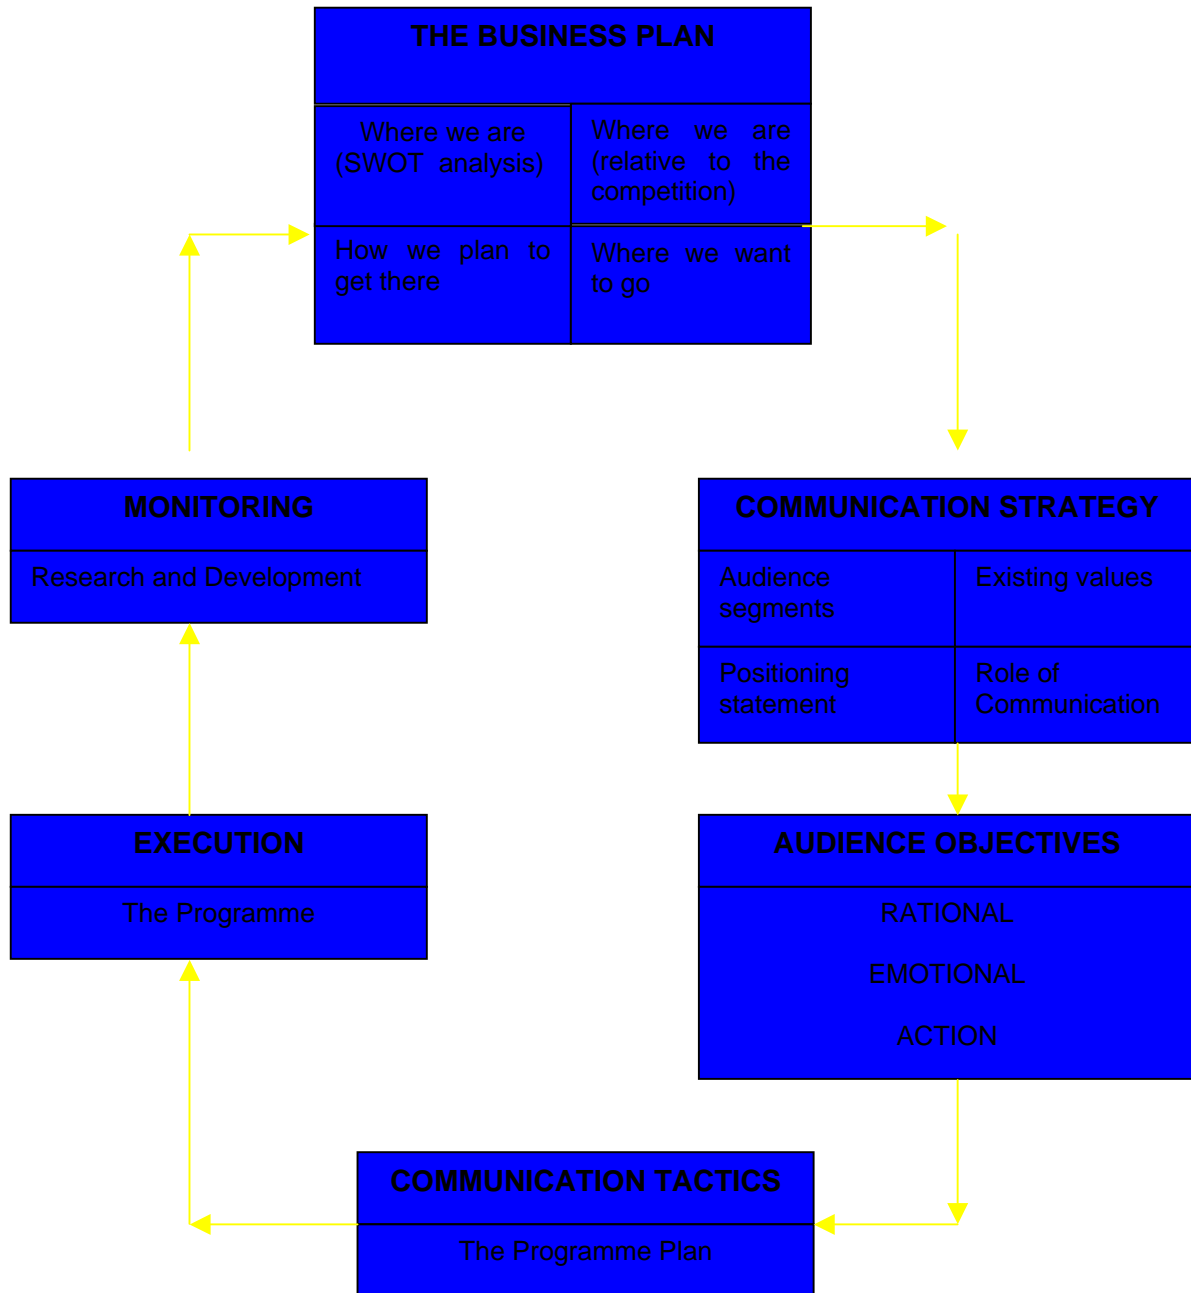 THE BUSINESS PLAN
Where we are
(SWOT analysis)
Where we are
(relative to the
competition)
How we plan to
get there
Where we want
to go
COMMUNICATION STRATEGY
Audience
segments
Existing values
Positioning
statement
Role of
Communication
AUDIENCE OBJECTIVES
RATIONAL
EMOTIONAL
ACTION
COMMUNICATION TACTICS
The Programme Plan
EXECUTION
The Programme
MONITORING
Research and Development